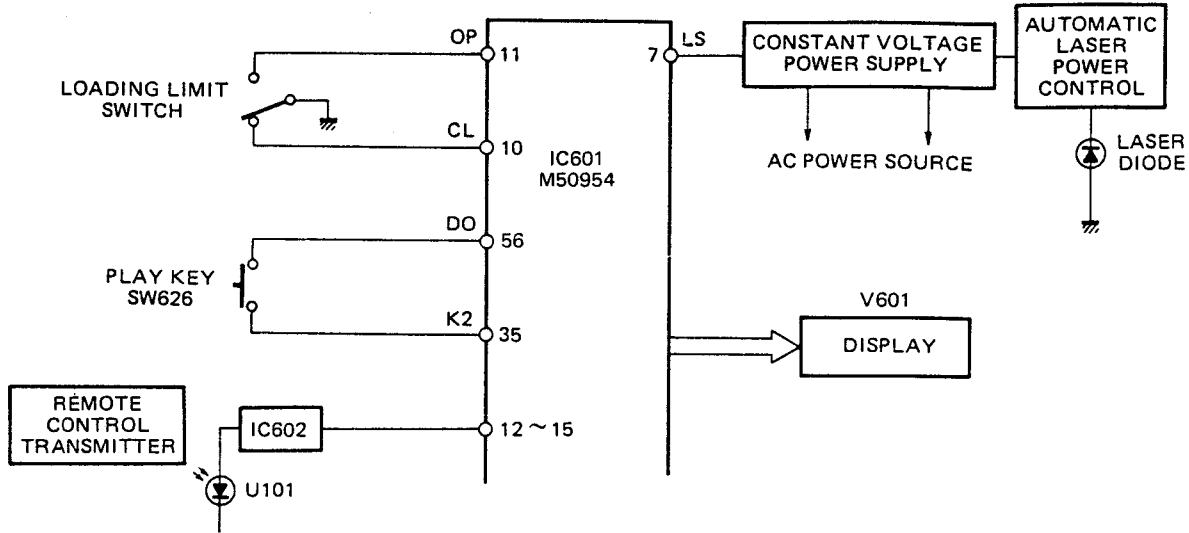 OP
11
LOADING LIMIT
SWITCH
CL
10
IC601
M50954
7
LS
CONSTANT VOLTAGE
POWER SUPPLY
AUTOMATIC
LASER
POWER
CONTROL
AC POWER SOURCE
LASER
DIODE
DO
56
PLAY KEY
SW626
K2
35
V601
DISPLAY
REMOTE
CONTROL
TRANSMITTER
IC602
12 ~ 15
U101